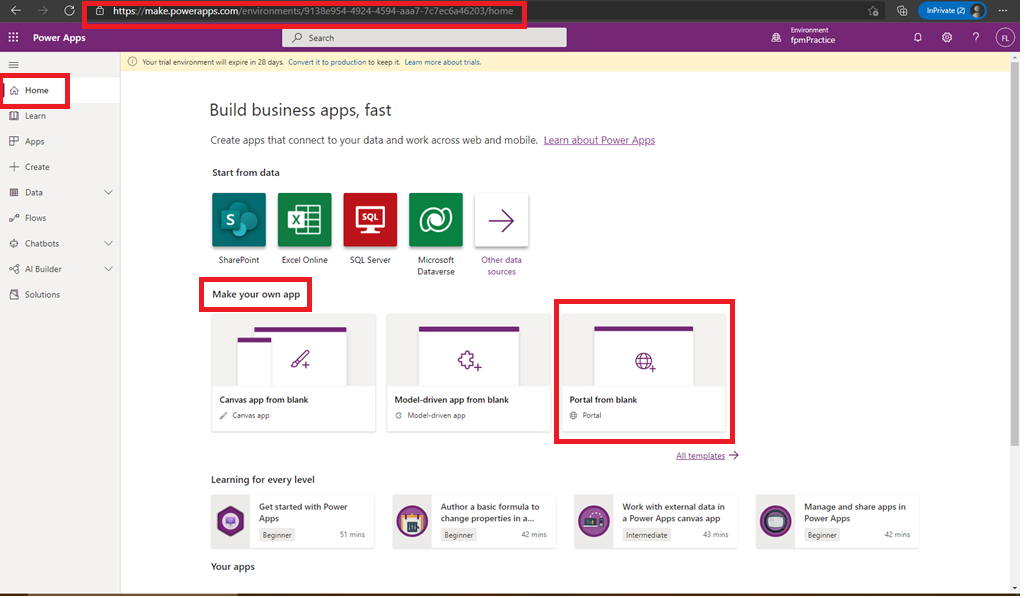 https://make.powerapps.com/environments/9138e954-4924-4594-aaa7-7c7ec6a46203/home
InPrivate (2)
Power Apps
Search
Environment
fpmPractice
?
FL
Your trial environment will expire in 28 days. Convert it to production to keep it. Learn more about trials.
Home
Learn
Apps
Create
Data
Flows
Chatbots
AI Builder
Solutions
Build business apps, fast
Create apps that connect to your data and work across web and mobile. Learn about Power Apps
Start from data
S
X
SQL
SharePoint
Excel Online
SQL Server
Microsoft
Dataverse
Other data
sources
Make your own app
Canvas app from blank
Canvas app
Model-driven app from blank
Model-driven app
Portal from blank
Portal
All templates
Learning for every level
Get started with Power
Apps
Beginner
51 mins
Author a basic formula to
change properties in a...
Beginner
42 mins
Work with external data in
a Power Apps canvas app
Intermediate
43 mins
Manage and share apps in
Power Apps
Beginner
42 mins
Your apps